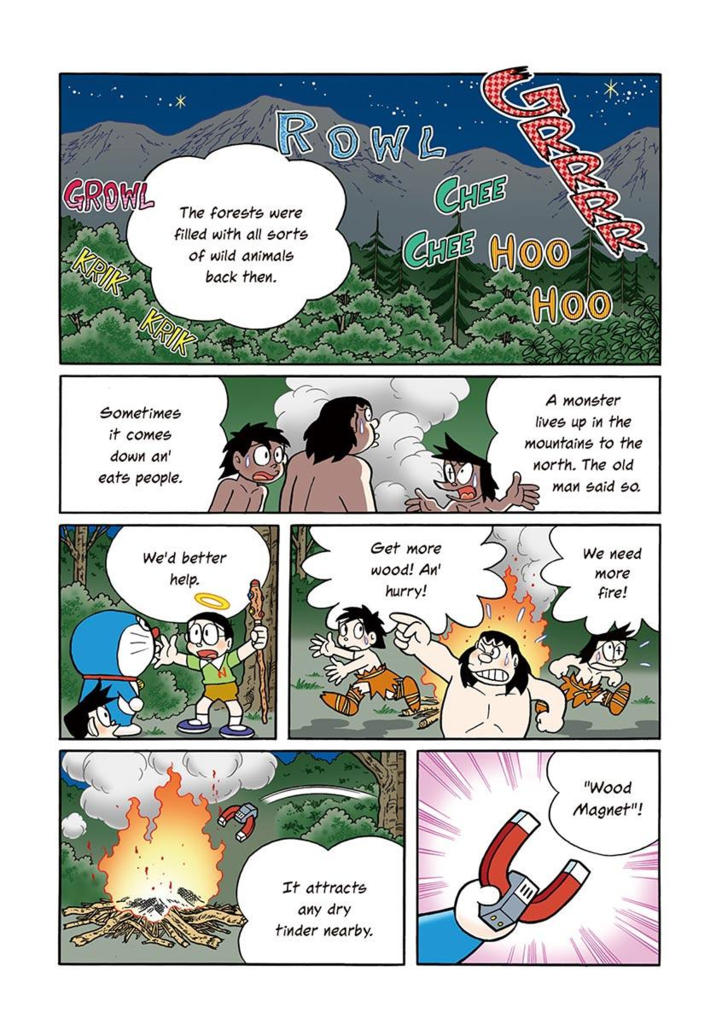 GRRRRR
ROWL
CHEE
CHEE
HOO
HOO
GROWL
The forests were
filled with all sorts
of wild animals
back then.
KRIK
KRIK
A monster
lives up in the
mountains to the
north. The old
man said so.
Sometimes
it comes
down an'
eats people.
We need
more
fire!
Get more
wood! An'
hurry!
We'd better
help.
N
"Wood
Magnet"!
It attracts
any dry
tinder nearby.